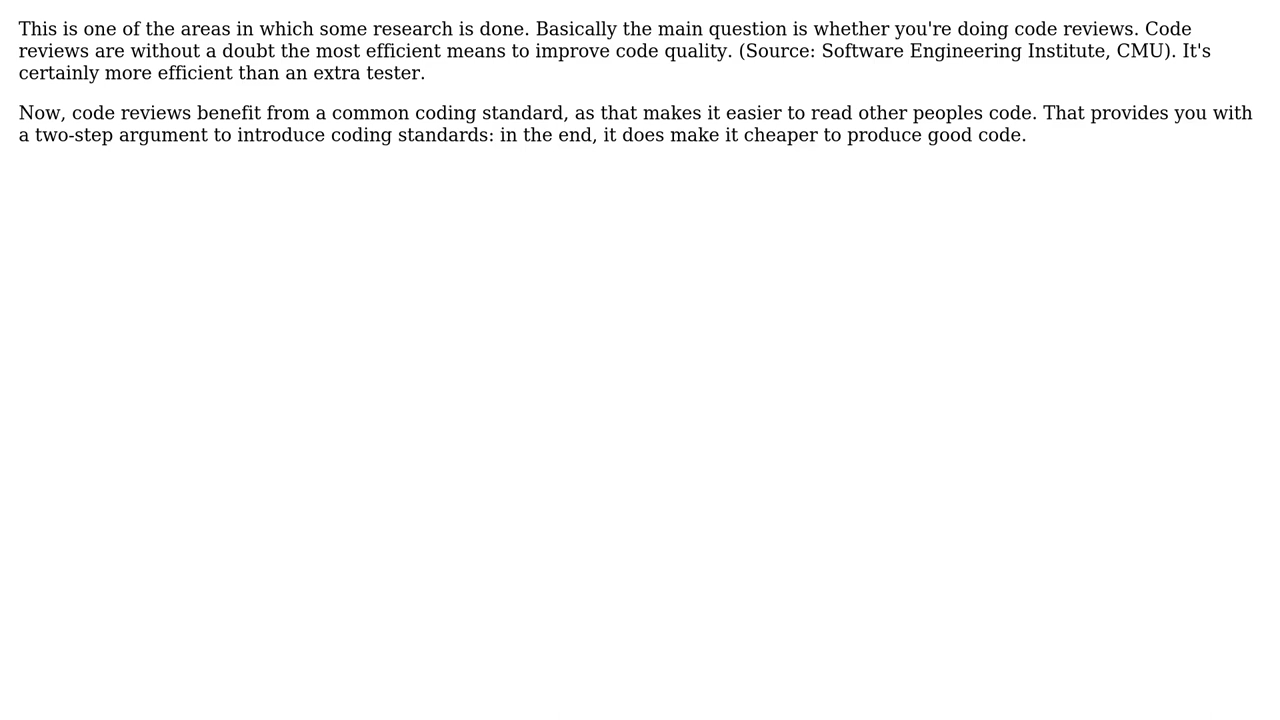 This is one of the areas in which some research is done. Basically the main question is whether you're doing code reviews. Code
reviews are without a doubt the most efficient means to improve code quality. (Source: Software Engineering Institute, CMU). It's
certainly more efficient than an extra tester.
Now, code reviews benefit from a common coding standard, as that makes it easier to read other peoples code. That provides you with
a two-step argument to introduce coding standards: in the end, it does make it cheaper to produce good code.